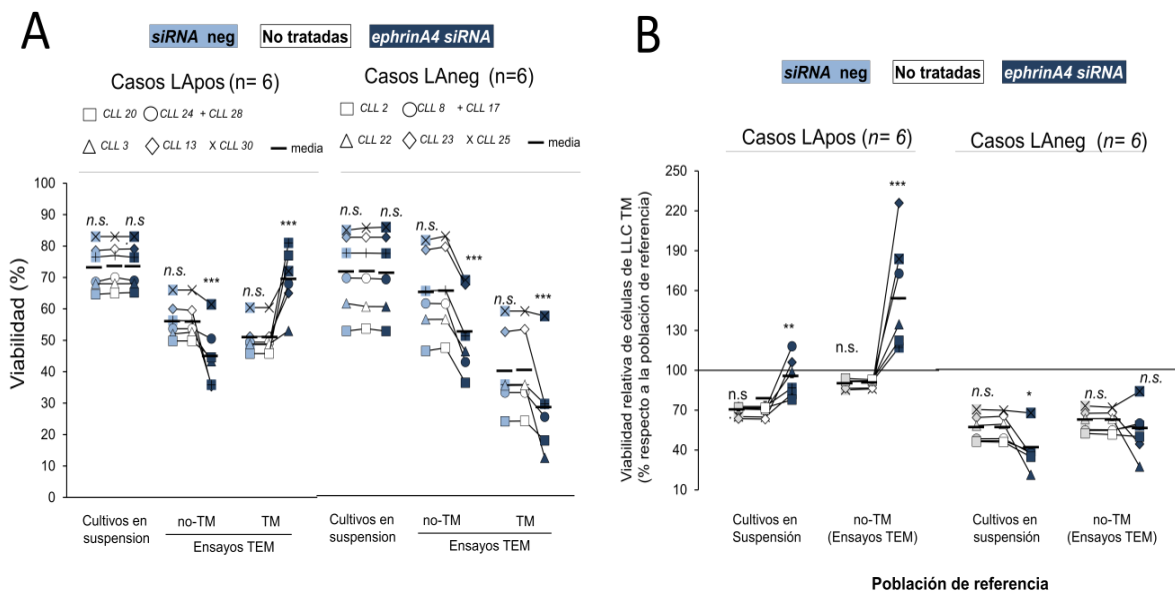 A
siRNA neg No tratadas ephrinA4 siRNA
Casos LApos (n= 6) Casos LAneg (n=6)
CLL 20 CLL 24 + CLL 28
CLL 3 CLL 13 X CLL 30 media
CLL 2 CLL 8 + CLL 17
CLL 22 CLL 23 X CLL 25 media
Viabilidad (%)
100
90
80
70
60
50
40
30
20
10
0
n.s. n.s
n.s. ***
n.s. ***
n.s. n.s.
n.s. ***
n.s. ***
Cultivos en
suspension
no-TM TM
Ensayos TEM
Cultivos en
suspension
no-TM TM
Ensayos TEM
B
siRNA neg No tratadas ephrinA4 siRNA
Casos LApos (n= 6) Casos LAneg (n= 6)
Viabilidad relativa de células de LLC TM
(% respecto a la población de referencia)
250
220
190
160
130
100
70
40
10
n.s **
n.s. ***
n.s. *
n.s. n.s.
Cultivos en
Suspensión
no-TM
(Ensayos TEM)
Cultivos en
suspensión
no-TM
(Ensayos TEM)
Población de referencia